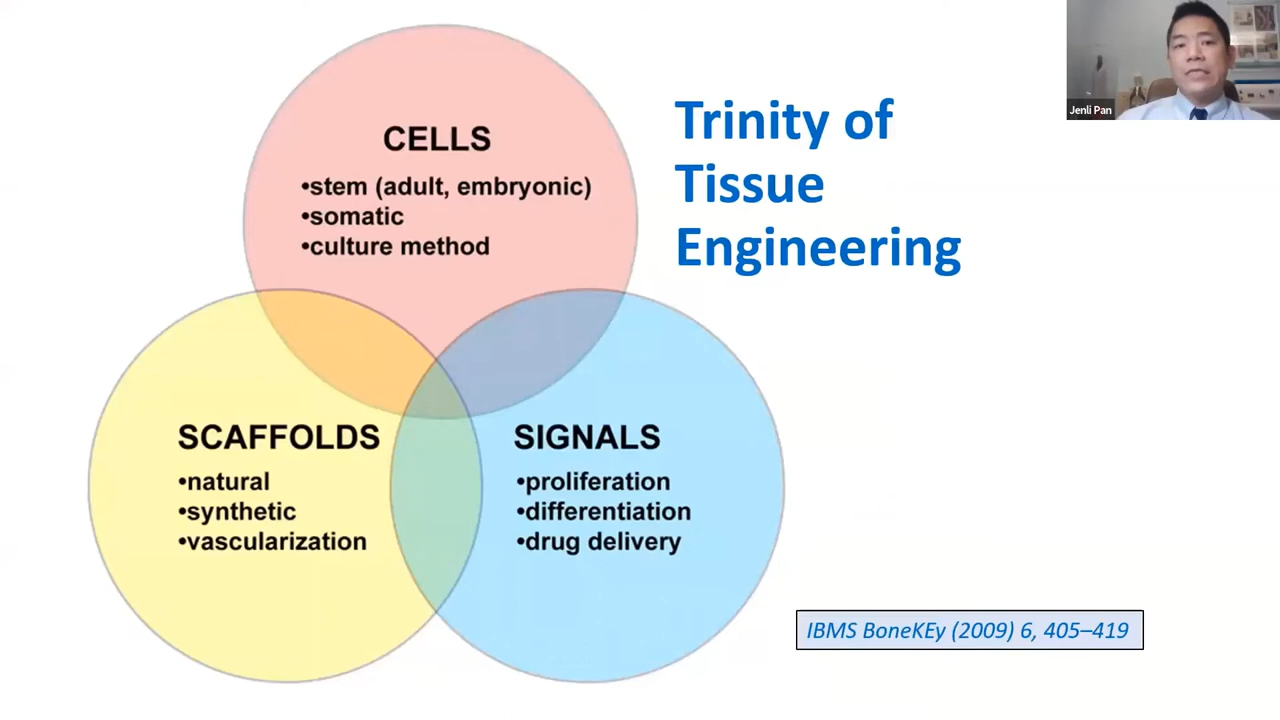 CELLS
•stem (adult, embryonic)
•somatic
•culture method
Trinity of
Tissue
Engineering
Jenli Pan
SCAFFOLDS
•natural
•synthetic
•vascularization
SIGNALS
•proliferation
•differentiation
•drug delivery
IBMS BoneKEy (2009) 6, 405–419